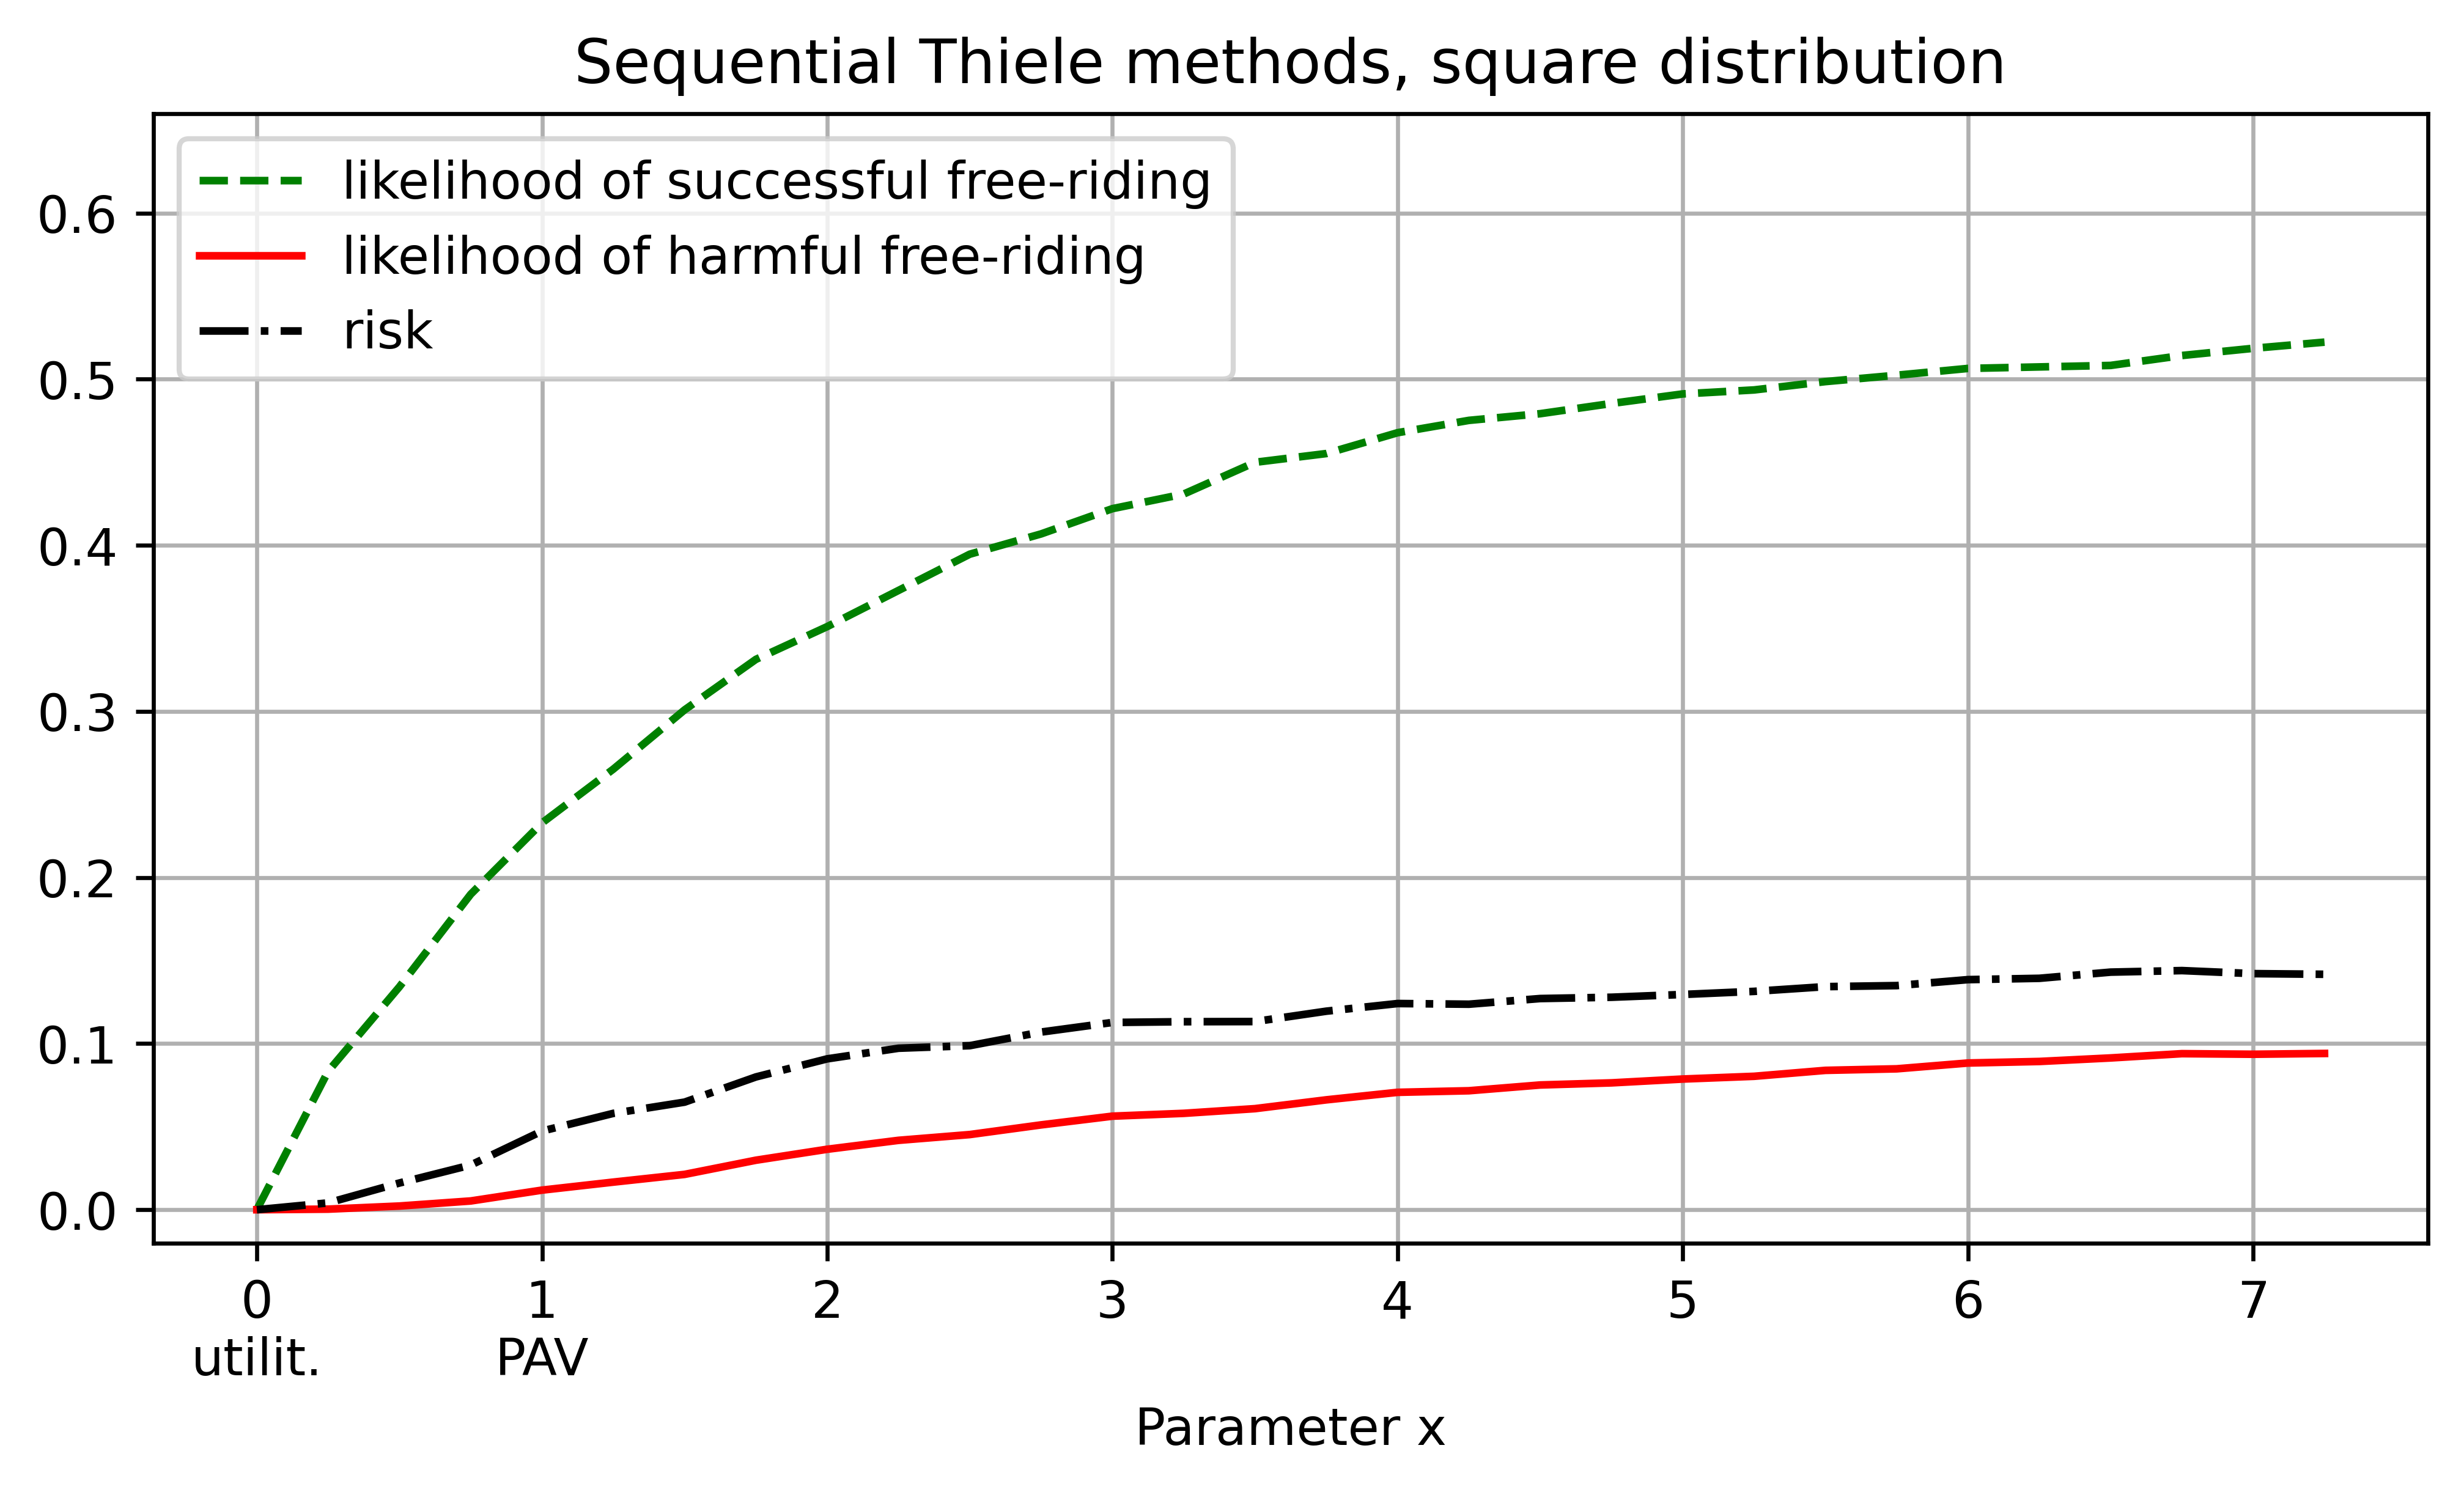 Sequential Thiele methods, square distribution
likelihood of successful free-riding
likelihood of harmful free-riding
risk
0.6
0.5
0.4
0.3
0.2
0.1
0.0
0 1 2 3 4 5 6 7
utilit. PAV
Parameter x